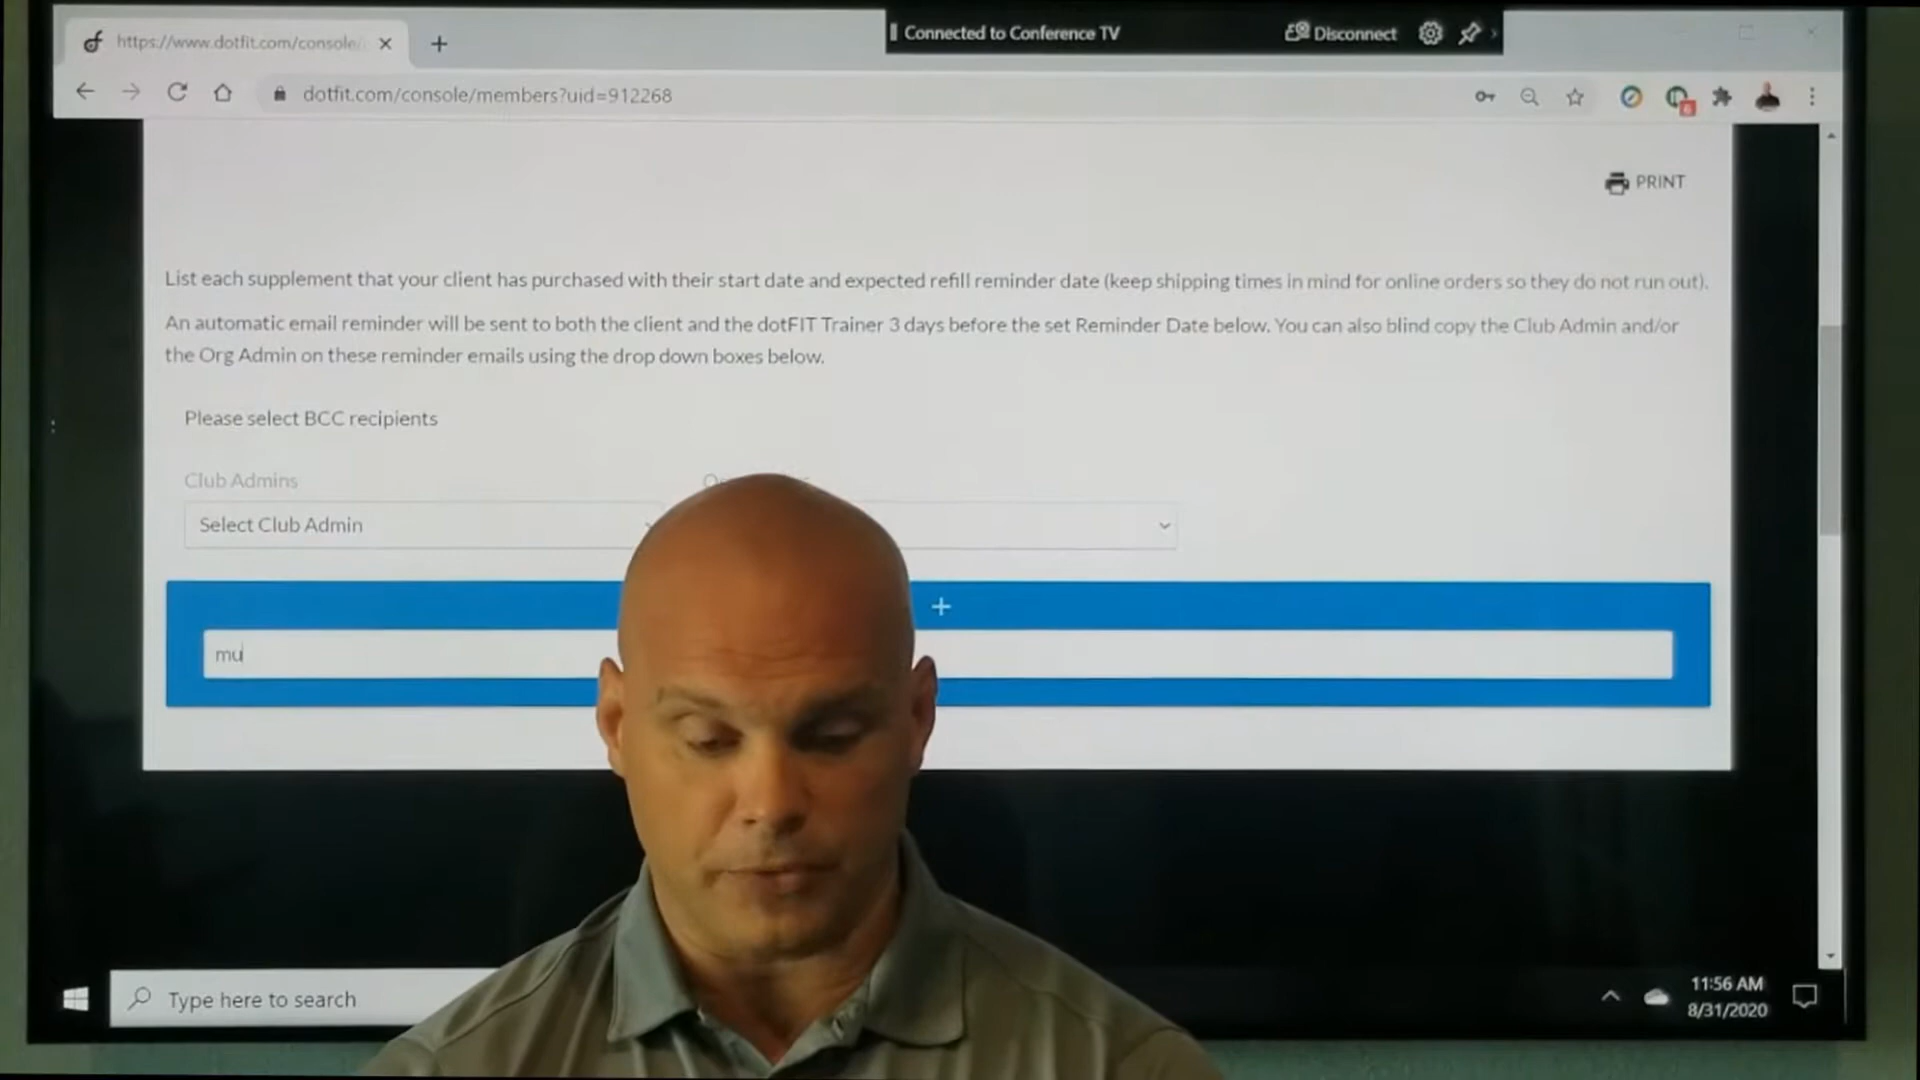 https://www.dotfit.com/console/
Connected to Conference TV
Disconnect
dotfit.com/console/members?uid=912268
6
PRINT
List each supplement that your client has purchased with their start date and expected refill reminder date (keep shipping times in mind for online orders so they do not run out).
An automatic email reminder will be sent to both the client and the dotFIT Trainer 3 days before the set Reminder Date below. You can also blind copy the Club Admin and/or
the Org Admin on these reminder emails using the drop down boxes below.
Please select BCC recipients
Club Admins
Select Club Admin
+
mu
Type here to search
11:56 AM
8/31/2020